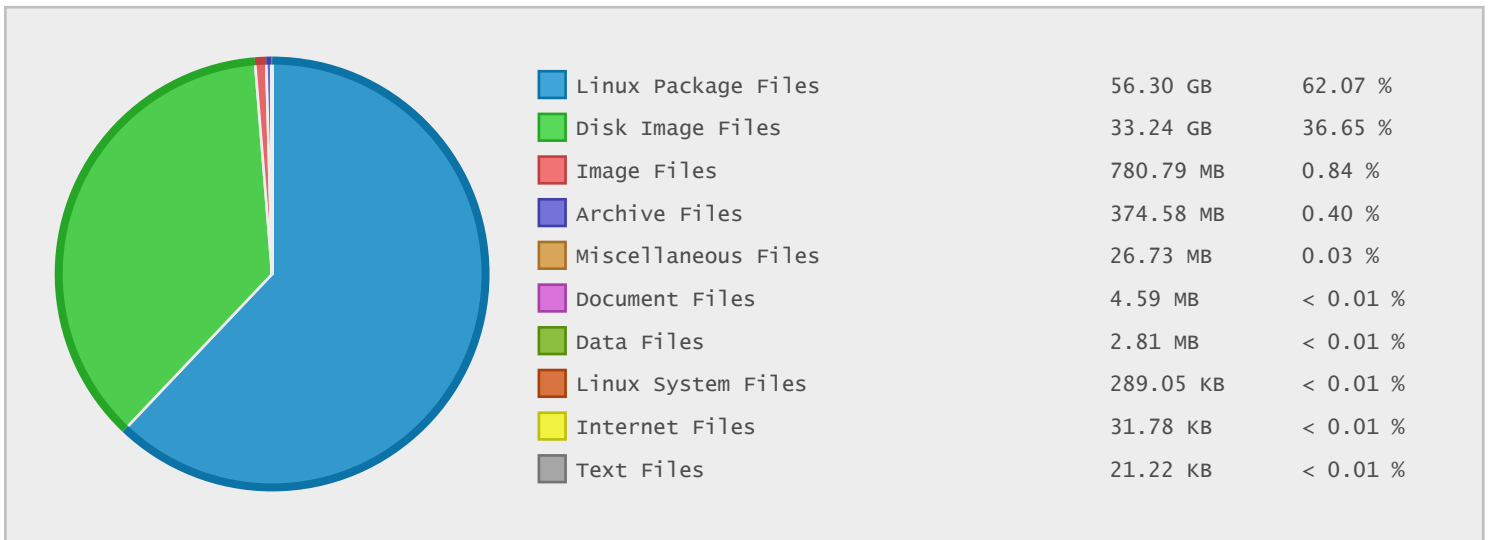 Linux Package Files 56.30 GB 62.07 %
Disk Image Files 33.24 GB 36.65 %
Image Files 780.79 MB 0.84 %
Archive Files 374.58 MB 0.40 %
Miscellaneous Files 26.73 MB 0.03 %
Document Files 4.59 MB < 0.01 %
Data Files 2.81 MB < 0.01 %
Linux System Files 289.05 KB < 0.01 %
Internet Files 31.78 KB < 0.01 %
Text Files 21.22 KB < 0.01 %